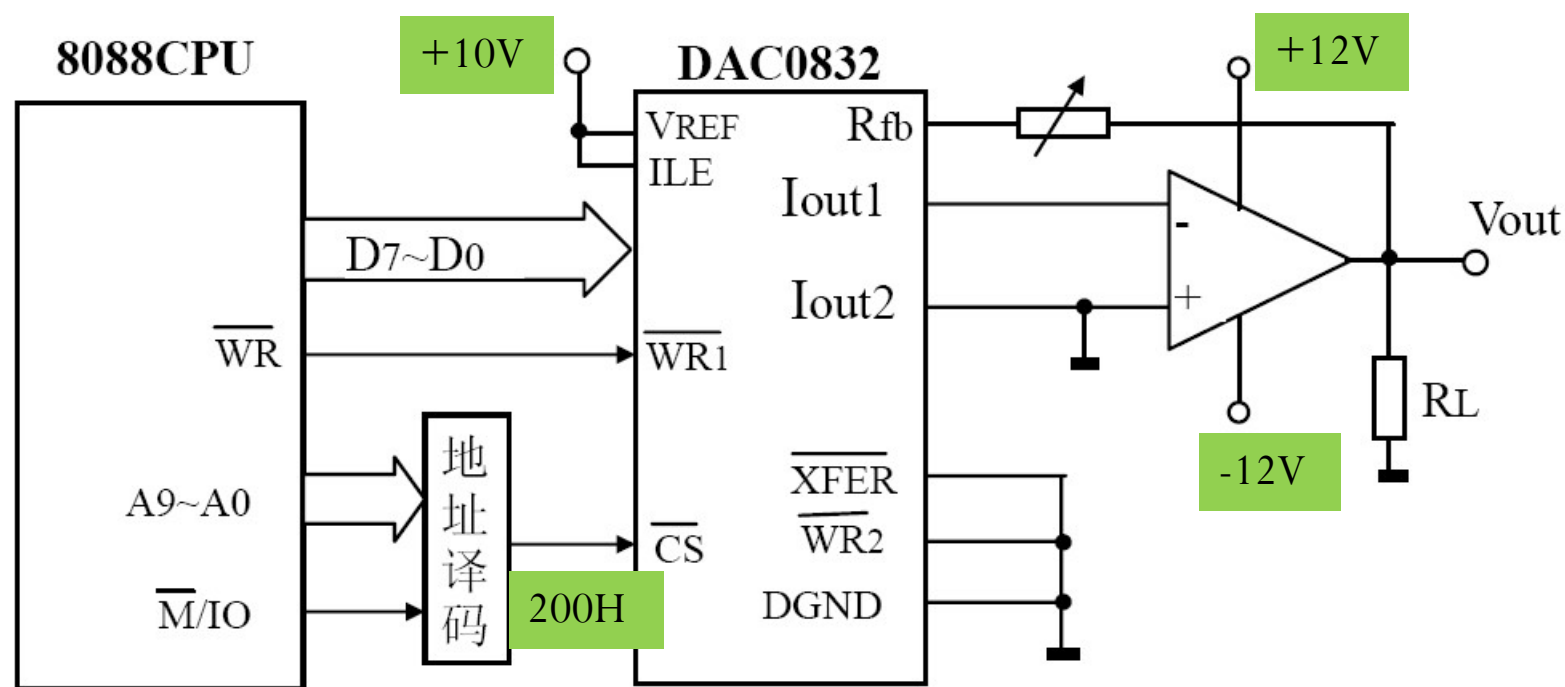 8088CPU
+10V
DAC0832
+12V
VREF
ILE
Rfb
Iout1
-
Vout
D7~D0
Iout2
+
WR
WR1
RL
-12V
地址译码
A9~A0
XFER
CS
WR2
200H
M/IO
DGND